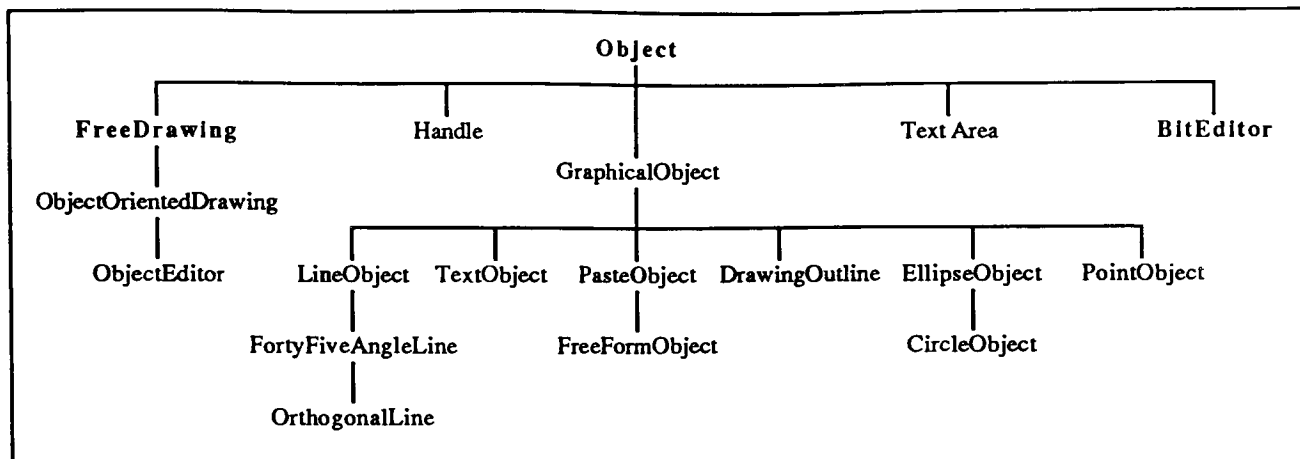 Object
FreeDrawing Handle Text Area BitEditor
GraphicalObject
ObjectOrientedDrawing
ObjectEditor LineObject TextObject PasteObject DrawingOutline EllipseObject PointObject
FortyFiveAngleLine FreeFormObject CircleObject
OrthogonalLine